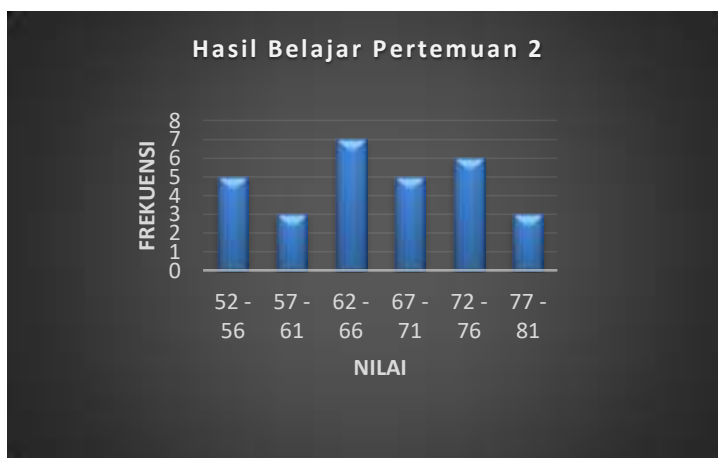 Hasil Belajar Pertemuan 2
FREKUENSI
8
7
6
5
4
3
2
1
0
52 - 56
57 - 61
62 - 66
67 - 71
72 - 76
77 - 81
NILAI